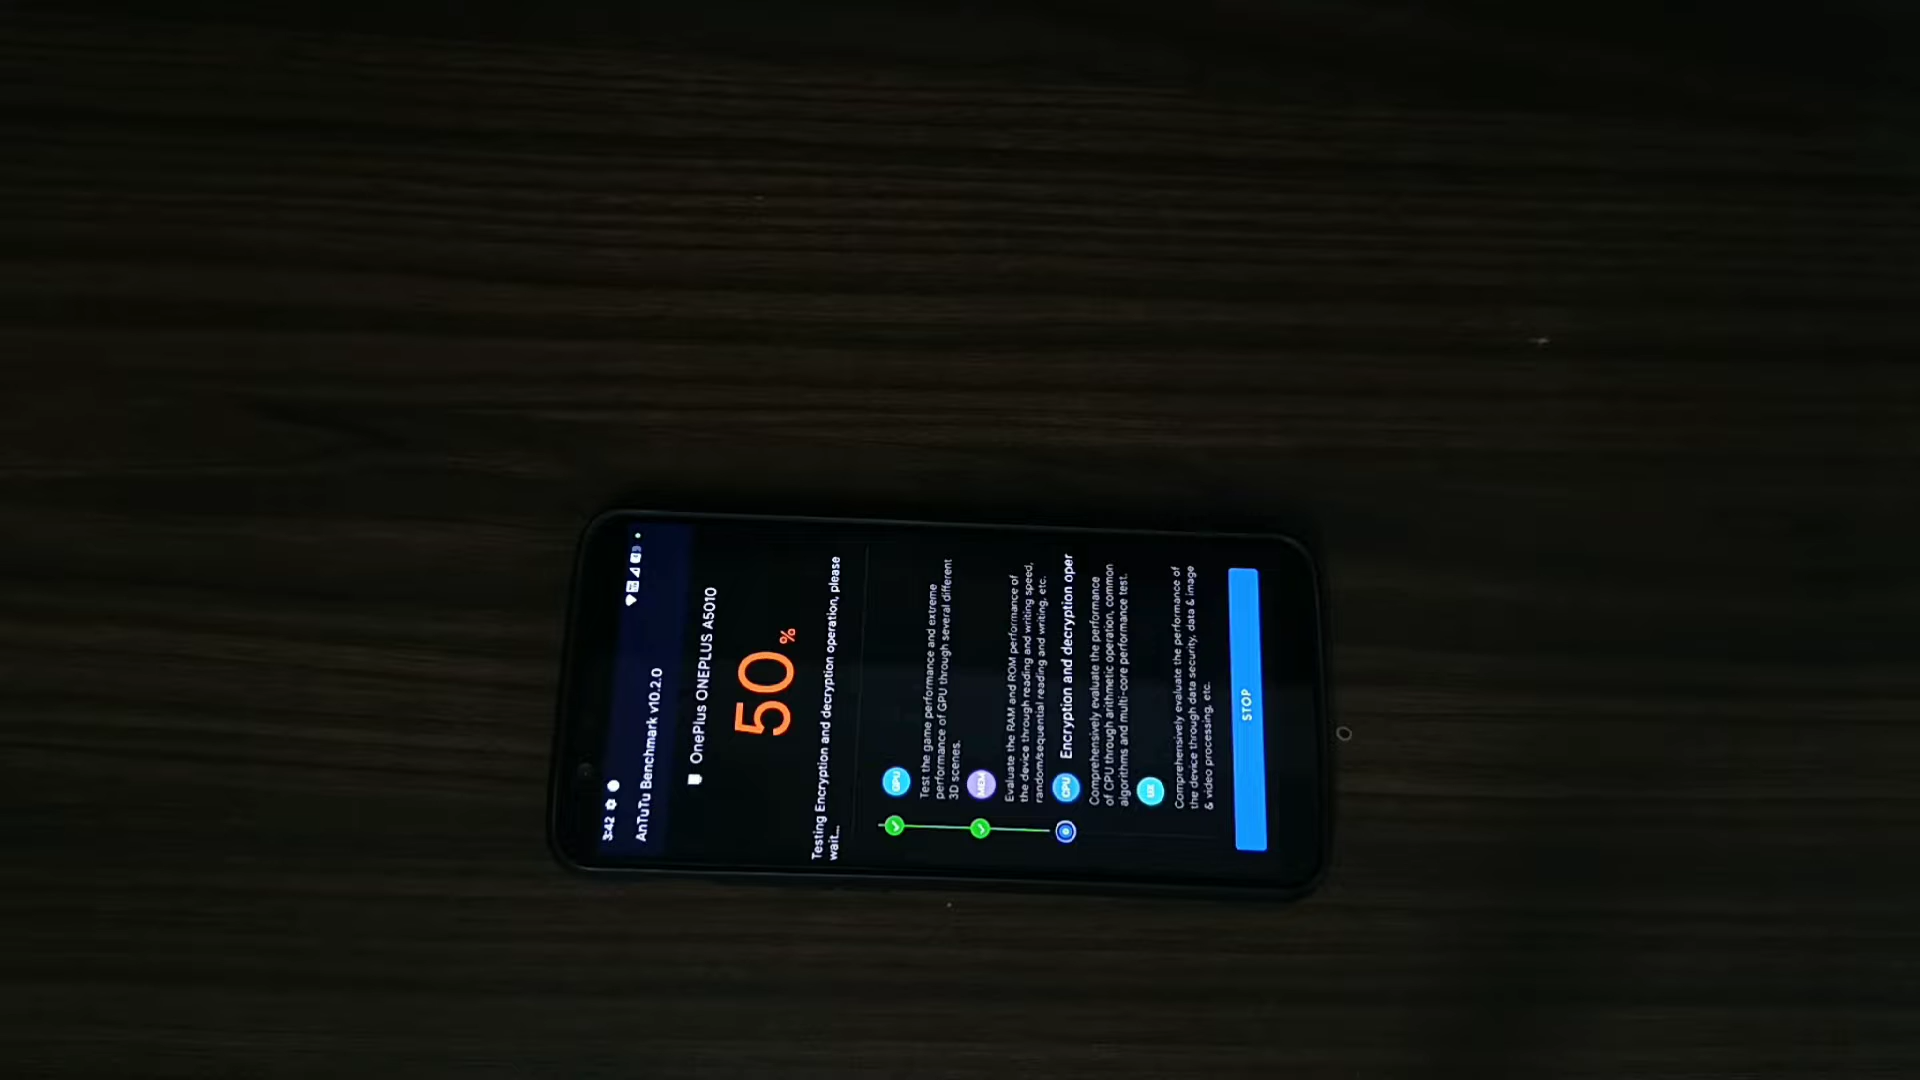 3:42
AnTuTu Benchmark v10.2.0
OnePlus ONEPLUS A5010
50%
Testing Encryption and decryption operation, please
wait...
GPU
Test the game performance and extreme
performance of GPU through several different
3D scenes.
MEM
Evaluate the RAM and ROM performance of
the device through reading and writing speed,
random/sequential reading and writing, etc.
CPU
Encryption and decryption oper
Comprehensively evaluate the performance
of CPU through arithmetic operation, common
algorithms and multi-core performance test.
UX
Comprehensively evaluate the performance of
the device through data security, data & image
& video processing, etc.
STOP